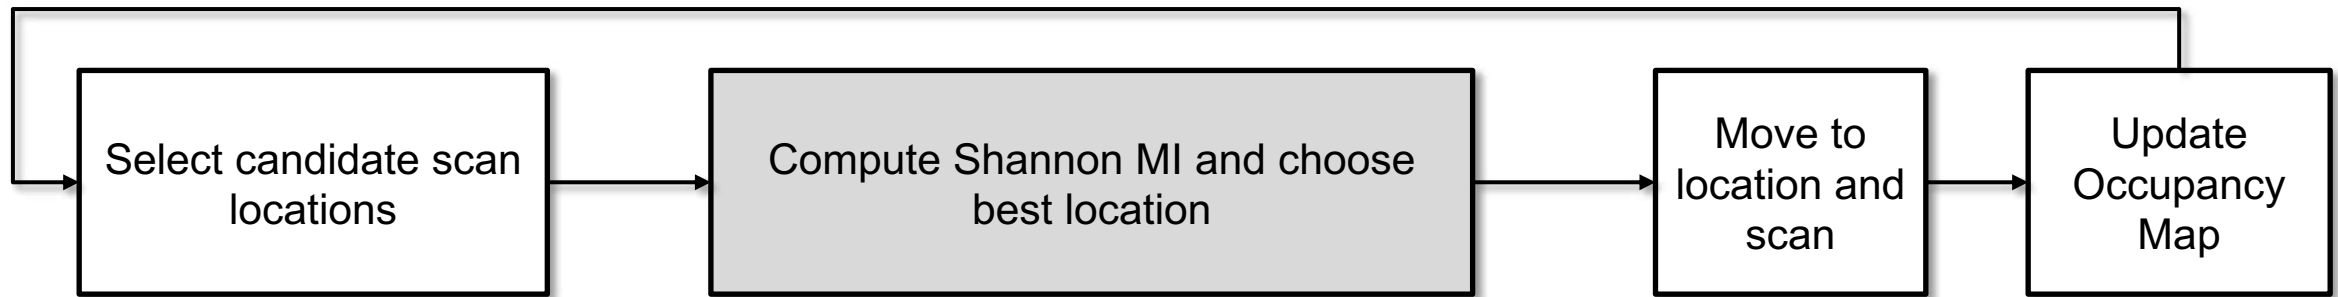 Select candidate scan
locations
Compute Shannon MI and choose
best location
Move to
location and
scan
Update
Occupancy
Map